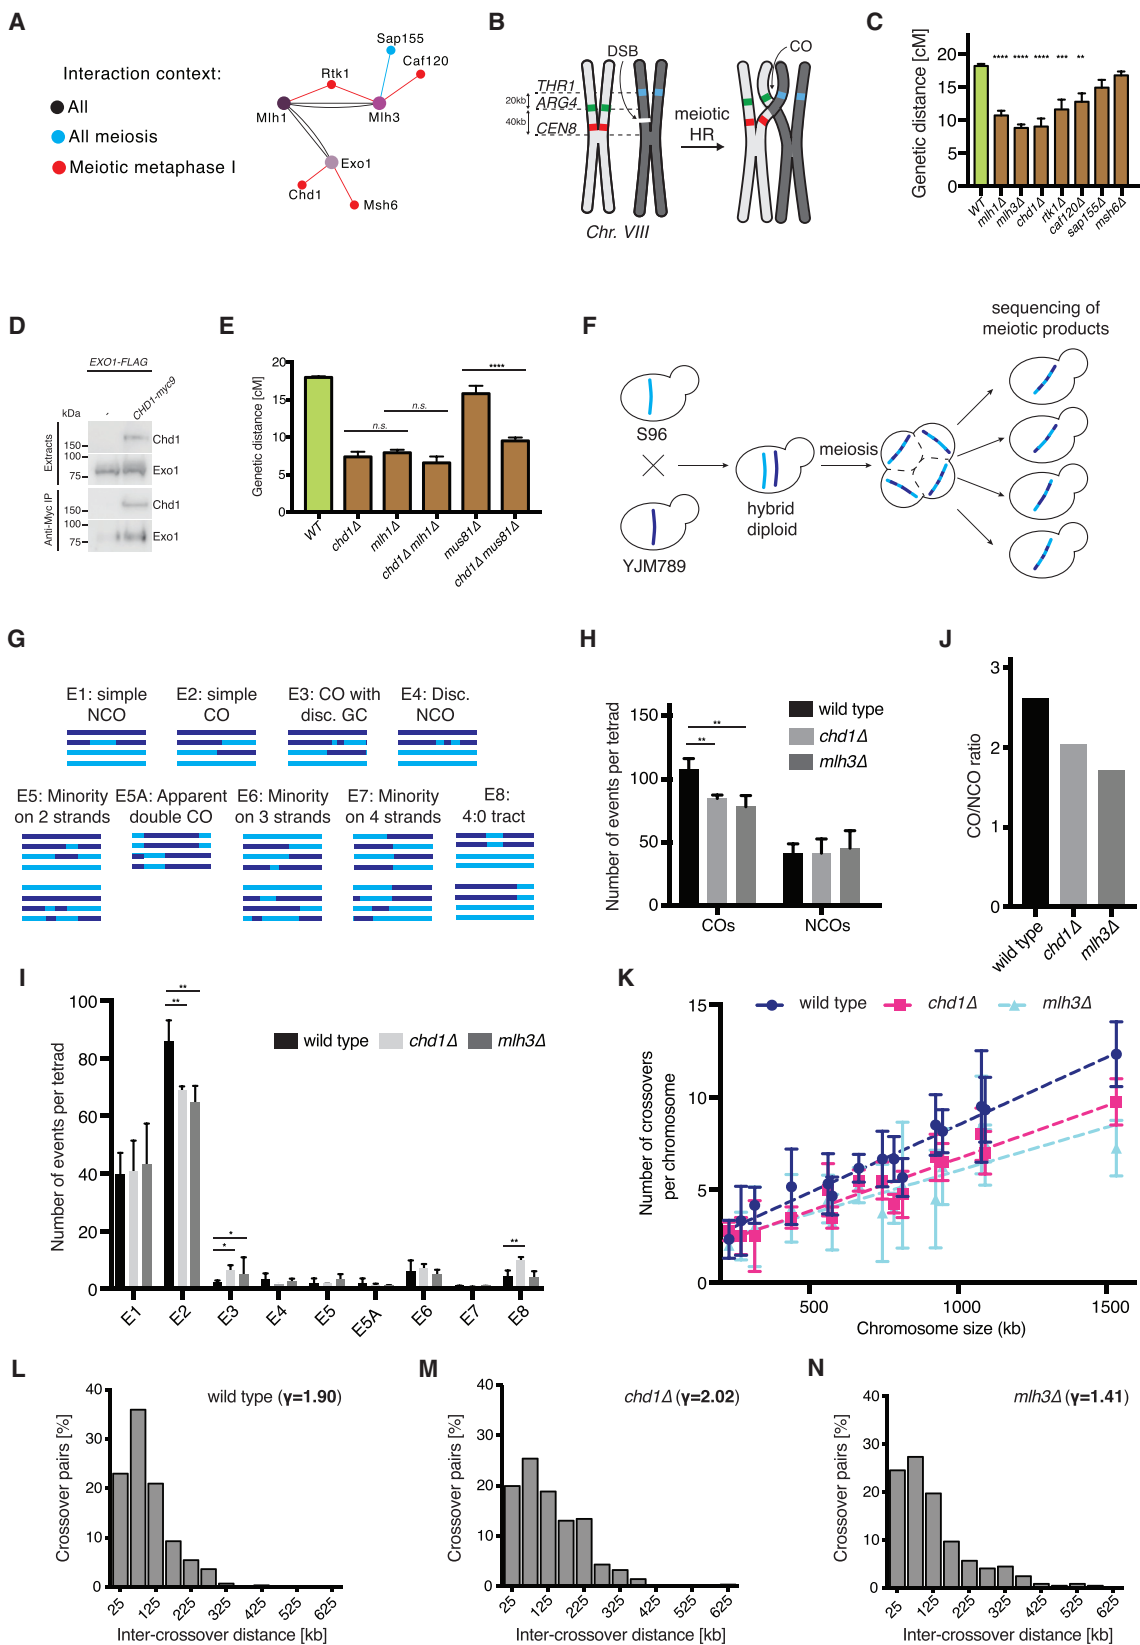 A
Interaction context:
All
All meiosis
Meiotic metaphase I
Sap155
Caf120
Rtk1
Mlh1
Mlh3
Exo1
Chd1
Msh6
B
DSB
CO
THR1
20kb
ARG4
40kb
CEN8
meiotic
HR
Chr. VIII
C
Genetic distance [cM]
20
15
10
5
0
**** **** **** *** **
WT
mlh1Δ
mlh3Δ
chd1Δ
rtk1Δ
caf120Δ
sap155Δ
msh6Δ
D
EXO1-FLAG
kDa
-
CHD1-myc9
Extracts
150
100
75
Chd1
Exo1
Anti-Myc IP
150
100
75
Chd1
Exo1
E
Genetic distance [cM]
20
15
10
5
0
n.s.
n.s.
****
WT
chd1Δ
mlh1Δ
chd1Δ mlh1Δ
mus81Δ
chd1Δ mus81Δ
F
sequencing of
meiotic products
S96
YJM789
hybrid
diploid
meiosis
G
E1: simple
NCO
E2: simple
CO
E3: CO with
disc. GC
E4: Disc.
NCO
E5: Minority
on 2 strands
E5A: Apparent
double CO
E6: Minority
on 3 strands
E7: Minority
on 4 strands
E8:
4:0 tract
H
Number of events per tetrad
150
100
50
0
**
**
wild type
chd1Δ
mlh3Δ
COs
NCOs
J
CO/NCO ratio
3
2
1
0
wild type
chd1Δ
mlh3Δ
I
Number of events per tetrad
100
80
60
40
20
0
**
**
*
*
**
wild type
chd1Δ
mlh3Δ
E1
E2
E3
E4
E5
E5A
E6
E7
E8
K
Number of crossovers
per chromosome
15
10
5
0
wild type
chd1Δ
mlh3Δ
500
1000
1500
Chromosome size (kb)
L
wild type (γ=1.90)
Crossover pairs [%]
40
30
20
10
0
25
125
225
325
425
525
625
Inter-crossover distance [kb]
M
chd1Δ (γ=2.02)
Crossover pairs [%]
40
30
20
10
0
25
125
225
325
425
525
625
Inter-crossover distance [kb]
N
mlh3Δ (γ=1.41)
Crossover pairs [%]
40
30
20
10
0
25
125
225
325
425
525
625
Inter-crossover distance [kb]